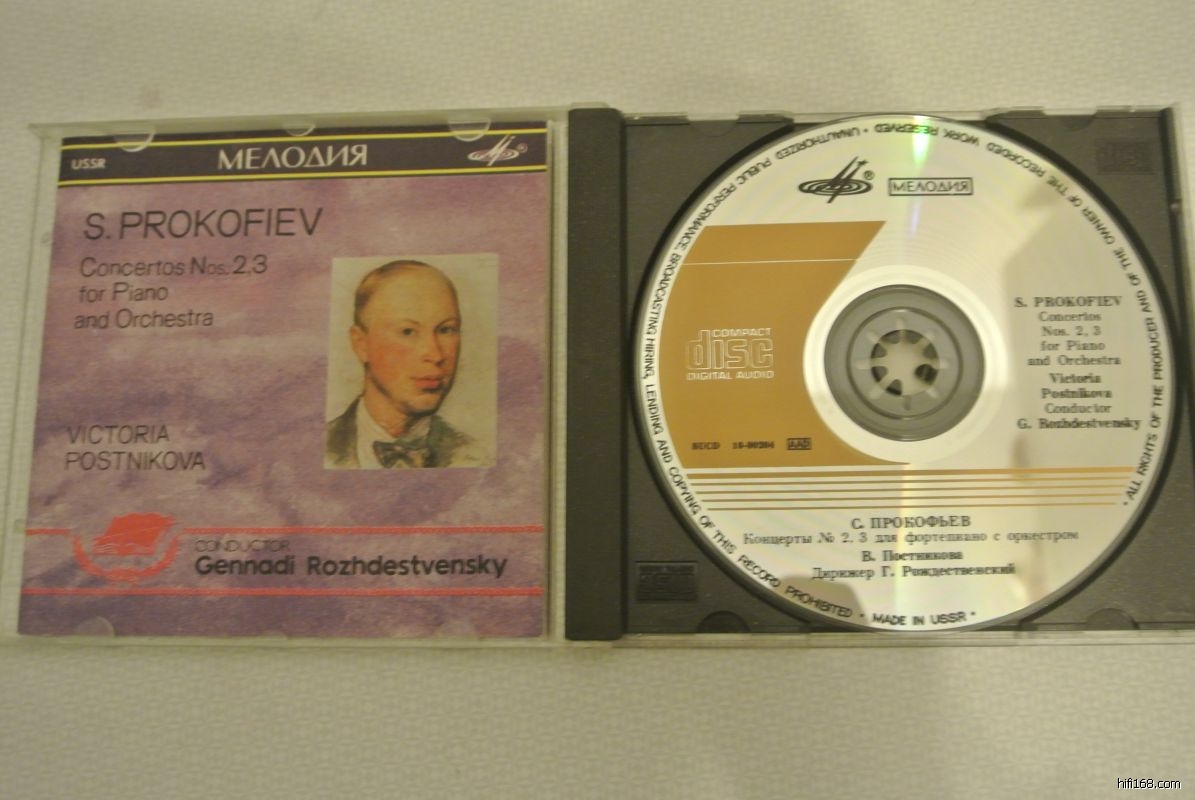 USSR
МЕЛОДИЯ
®
S. PROKOFIEV
Concertos Nos. 2,3
for Piano
and Orchestra
VICTORIA
POSTNIKOVA
CONDUCTOR
Gennadi Rozhdestvensky
• ALL RIGHTS OF THE PRODUCER AND OF THE OWNER OF THE RECORDED WORK RESERVED • UNAUTHORIZED PUBLIC PERFORMANCE, BROADCASTING HIRING, LENDING AND COPYING OF THIS RECORD PROHIBITED • MADE IN USSR •
®
МЕЛОДИЯ
COMPACT
disc
DIGITAL AUDIO
SUCD 10-00204 AAD
S. PROKOFIEV
Concertos
Nos. 2, 3
for Piano
and Orchestra
Victoria
Postnikova
Conductor
G. Rozhdestvensky
С. ПРОКОФЬЕВ
Концерты № 2, 3 для фортепиано с оркестром
В. Постникова
Дирижер Г. Рождественский
hifi168.com